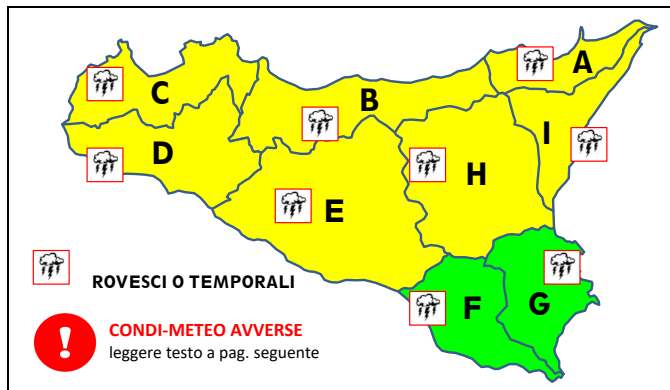 A
C
B
I
D
H
E
F
G
ROVESCI O TEMPORALI
CONDI-METEO AVVERSE
leggere testo a pag. seguente